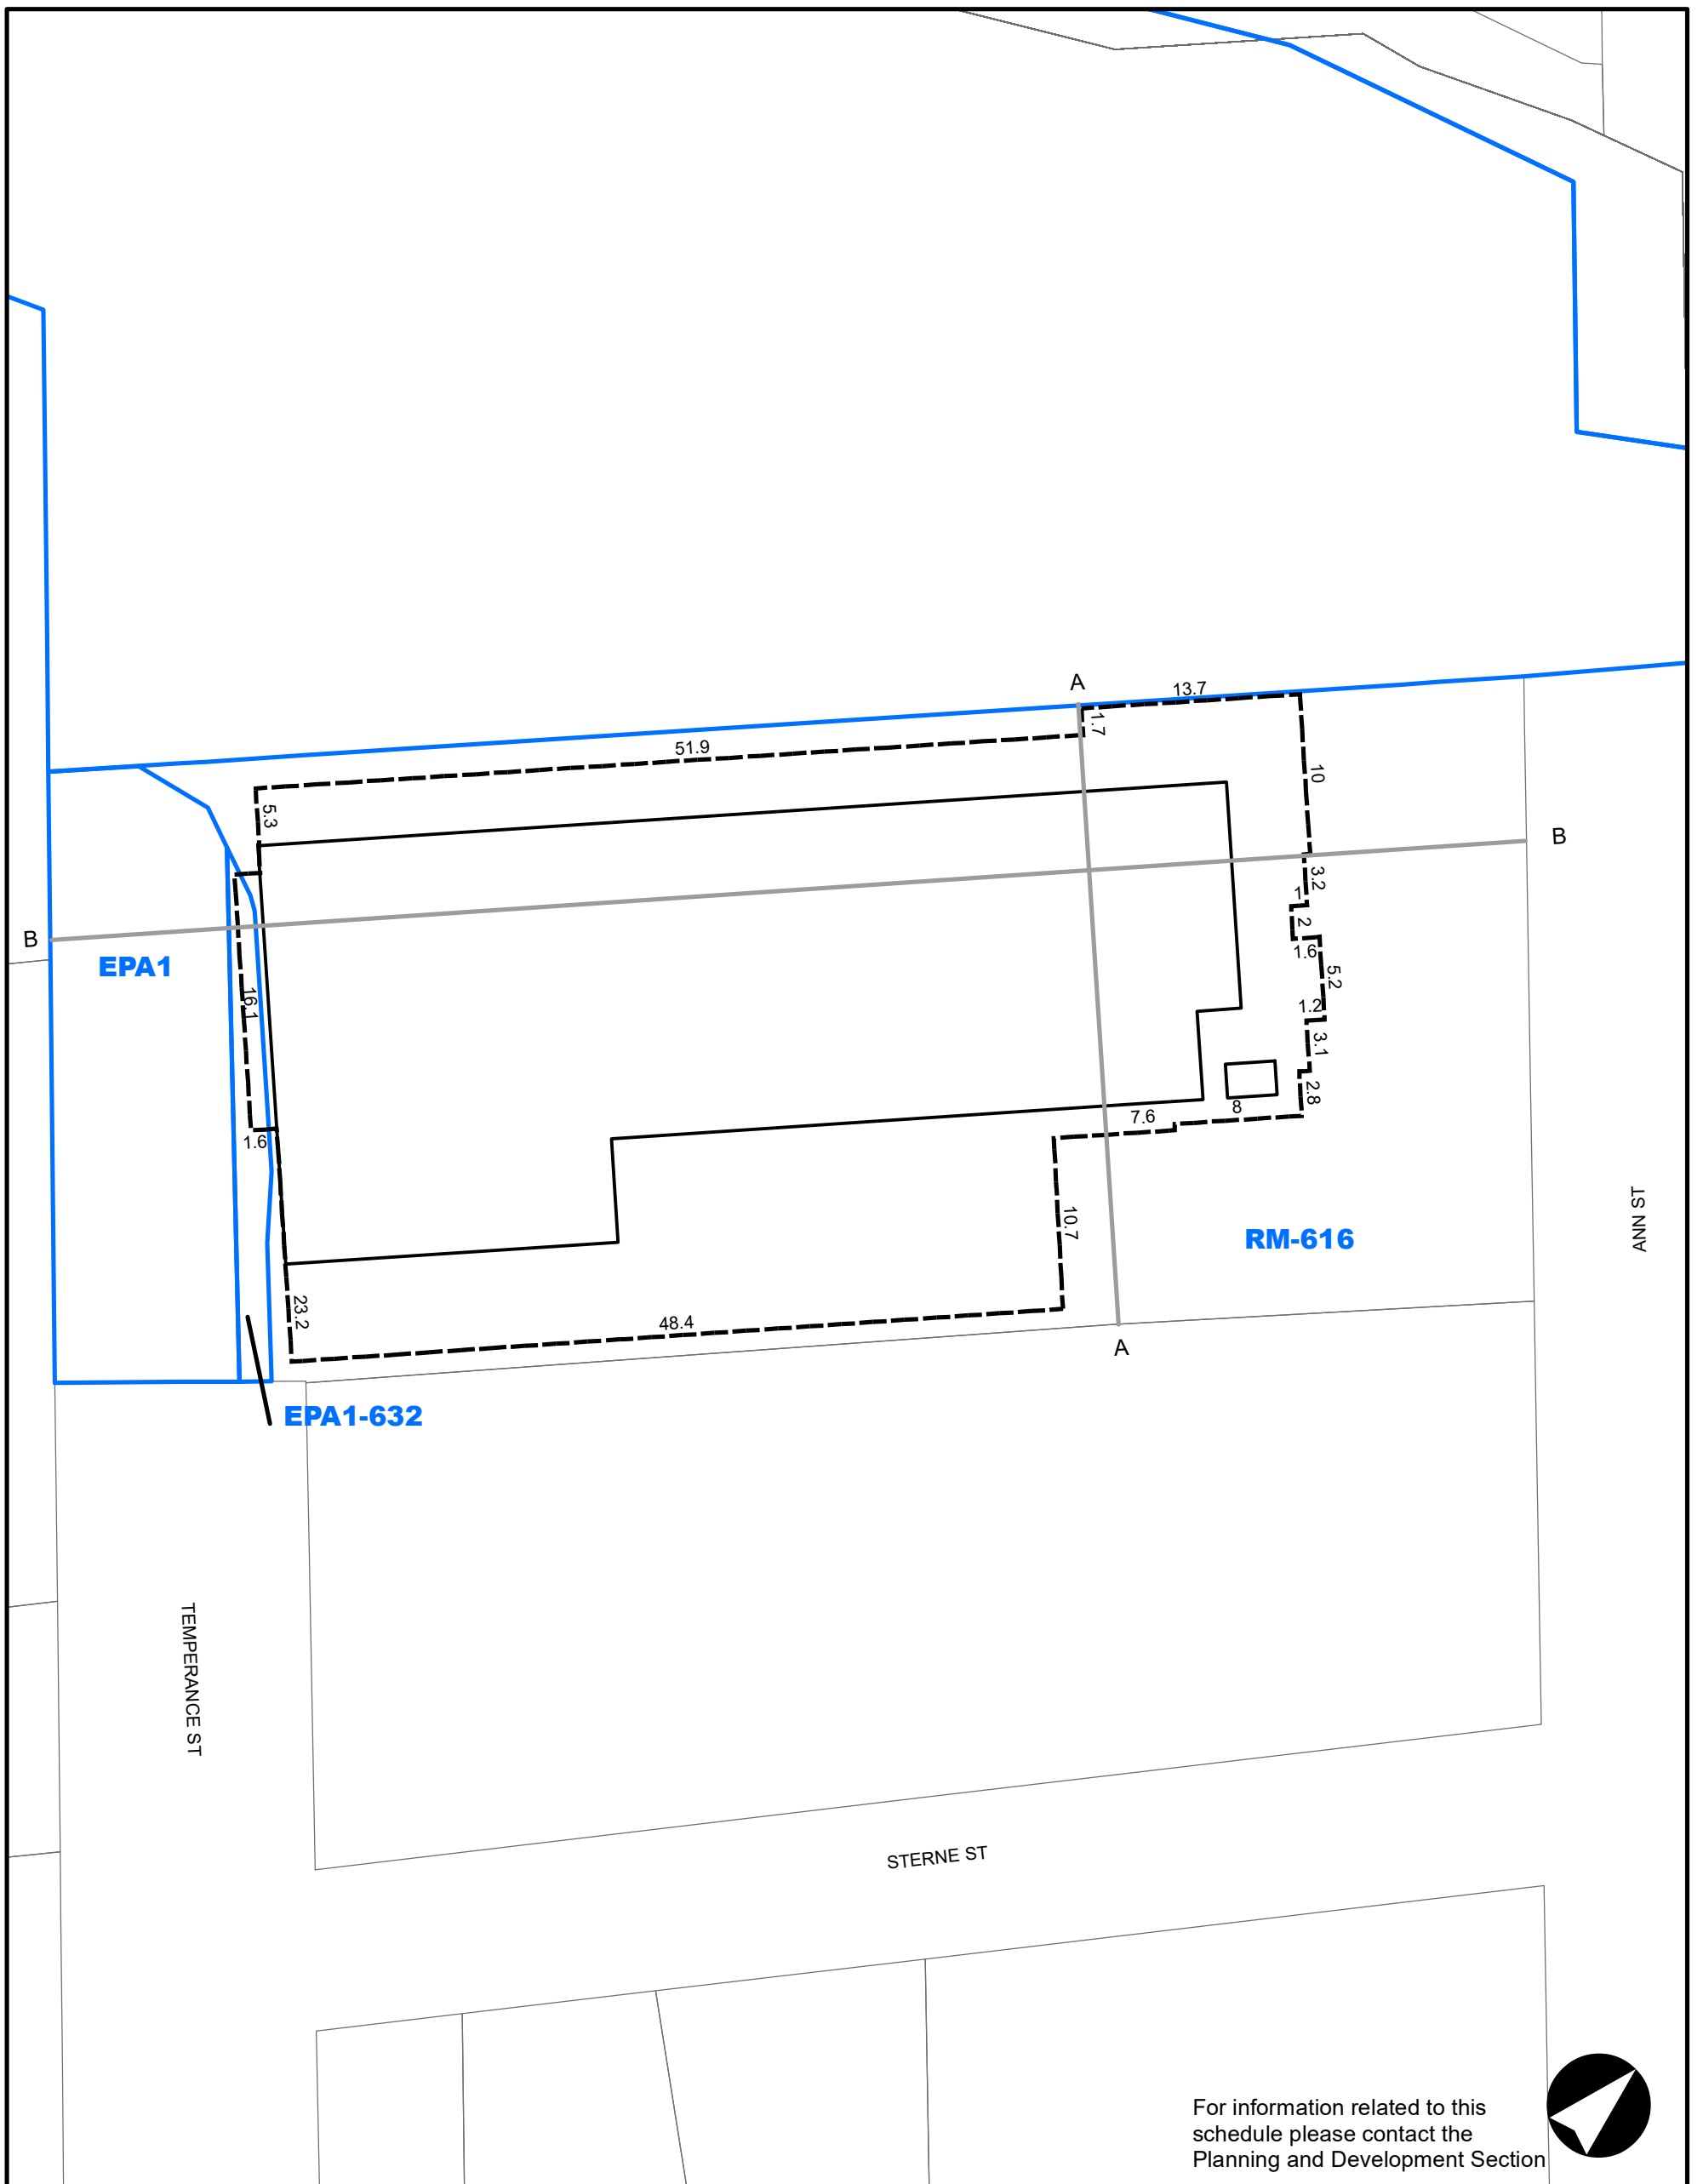 A
13.7
1.7
51.9
10
5.3
B
3.2
1
2
B
1.6
EPA1
5.2
16.1
1.2
3.1
2.8
8
7.6
1.6
10.7
ANN ST
RM-616
23.2
48.4
A
EPA1-632
TEMPERANCE ST
STERNE ST
For information related to this
schedule please contact the
Planning and Development Section